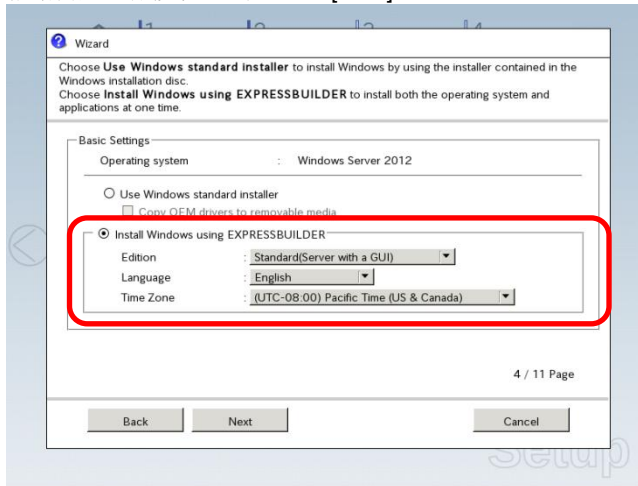 Wizard
Choose Use Windows standard installer to install Windows by using the installer contained in the
Windows installation disc.
Choose Install Windows using EXPRESSBUILDER to install both the operating system and
applications at one time.
Basic Settings
Operating system : Windows Server 2012
Use Windows standard installer
Copy OEM drivers to removable media
Install Windows using EXPRESSBUILDER
Edition : Standard(Server with a GUI)
Language : English
Time Zone : (UTC-08:00) Pacific Time (US & Canada)
4 / 11 Page
Back Next Cancel
Setup